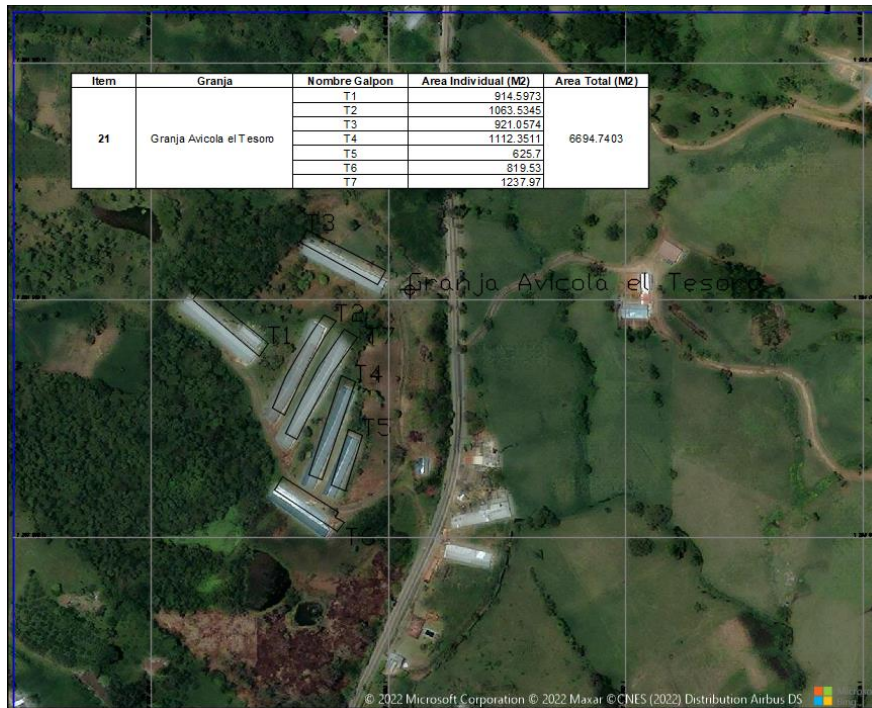 Item Granja Nombre Galpon Area Individual (M2) Area Total (M2)
T1 914.5973
T2 1063.5345
T3 921.0574
21 Granja Avicola el Tesoro T4 1112.3511 6694.7403
T5 625.7
T6 819.53
T7 1237.97
T3
Granja Avicola el Tesoro
T2
T1 T7
T4
T5
© 2022 Microsoft Corporation © 2022 Maxar ©CNES (2022) Distribution Airbus DS